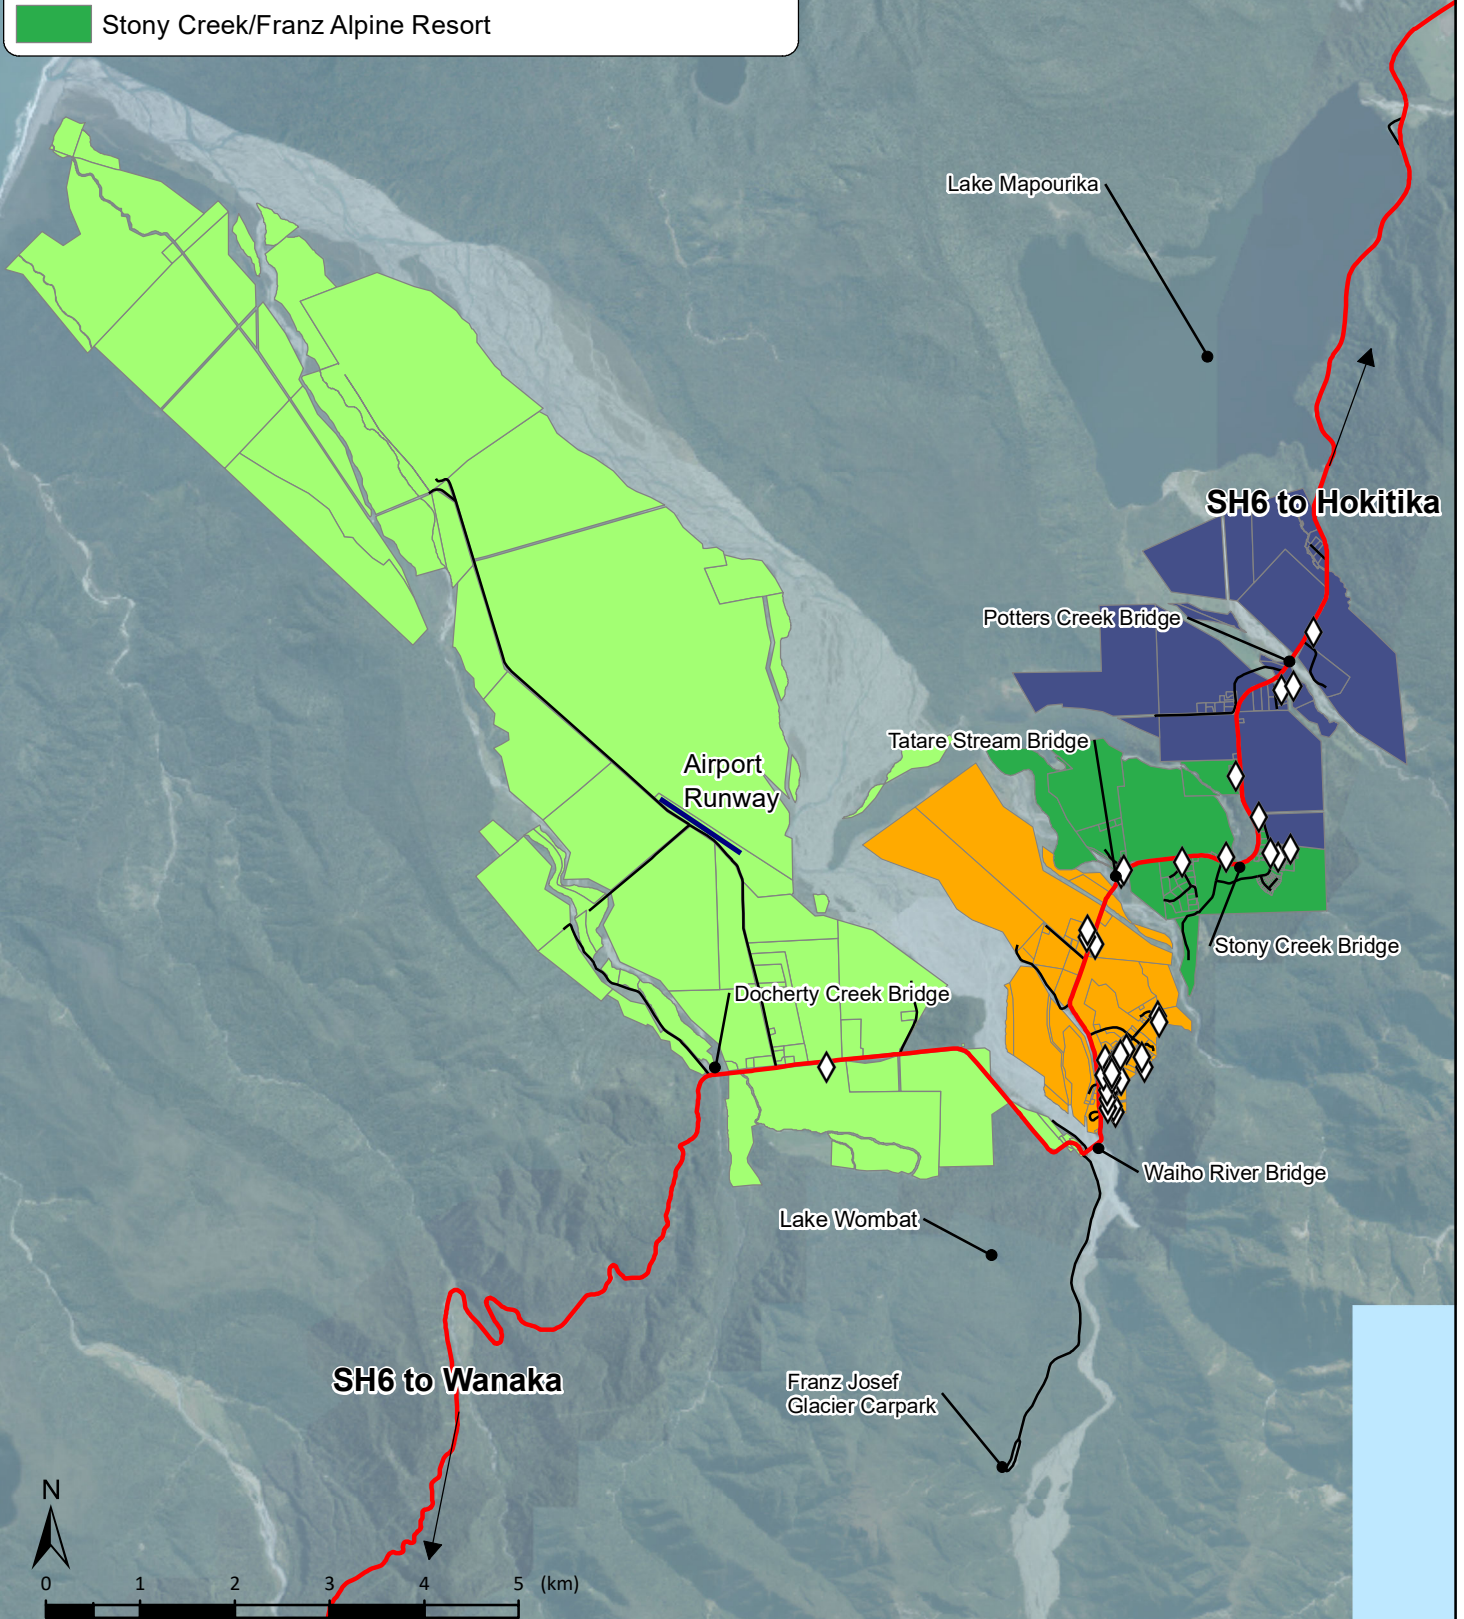 Stony Creek/Franz Alpine Resort
Lake Mapourika
SH6 to Hokitika
Potters Creek Bridge
Tatare Stream Bridge
Airport
Runway
Stony Creek Bridge
Docherty Creek Bridge
Waiho River Bridge
Lake Wombat
SH6 to Wanaka
Franz Josef
Glacier Carpark
N
0 1 2 3 4 5 (km)